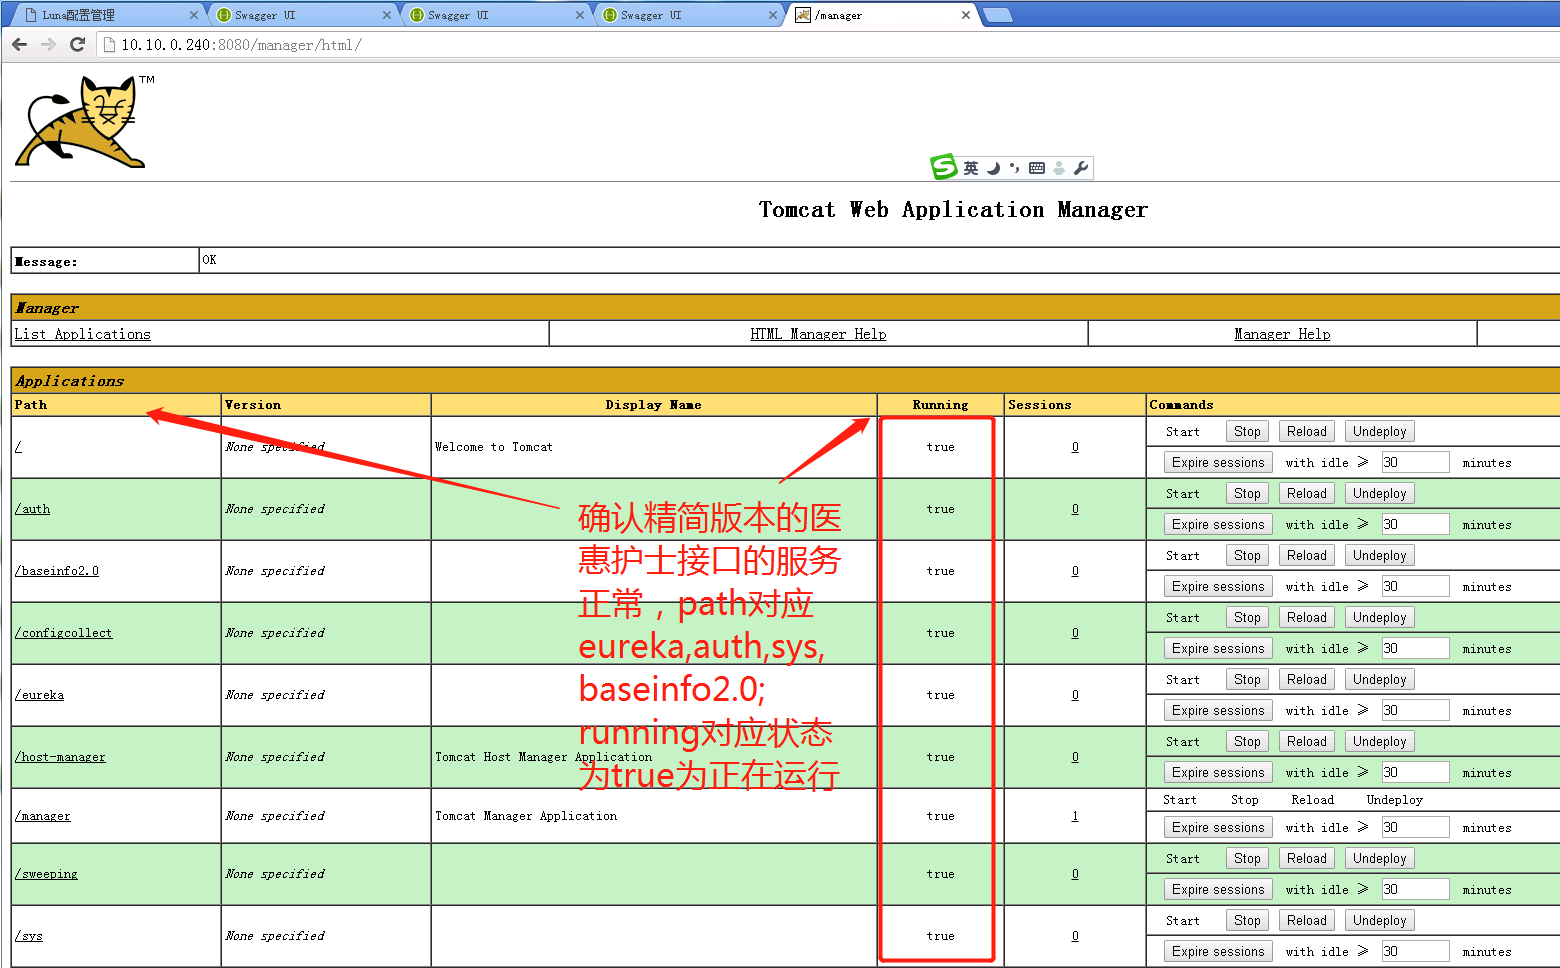 Luna配置管理
Swagger UI
Swagger UI
Swagger UI
/manager
10.10.0.240:8080/manager/html/
TM
S 英
Tomcat Web Application Manager
Message: OK
Manager
List Applications HTML Manager Help Manager Help
Applications
Path Version Display Name Running Sessions Commands
/ None specified Welcome to Tomcat true 0 Start Stop Reload Undeploy
Expire sessions with idle ≥ 30 minutes
/auth None specified true 0 Start Stop Reload Undeploy
Expire sessions with idle ≥ 30 minutes
/baseinfo2.0 None specified true 0 Start Stop Reload Undeploy
Expire sessions with idle ≥ 30 minutes
/configcollect None specified true 0 Start Stop Reload Undeploy
Expire sessions with idle ≥ 30 minutes
/eureka None specified true 0 Start Stop Reload Undeploy
Expire sessions with idle ≥ 30 minutes
/host-manager None specified Tomcat Host Manager Application true 0 Start Stop Reload Undeploy
Expire sessions with idle ≥ 30 minutes
/manager None specified Tomcat Manager Application true 1 Start Stop Reload Undeploy
Expire sessions with idle ≥ 30 minutes
/sweeping None specified true 0 Start Stop Reload Undeploy
Expire sessions with idle ≥ 30 minutes
/sys None specified true 0 Start Stop Reload Undeploy
Expire sessions with idle ≥ 30 minutes
确认精简版本的医
惠护士接口的服务
正常，path对应
eureka,auth,sys,
baseinfo2.0;
running对应状态
为true为正在运行